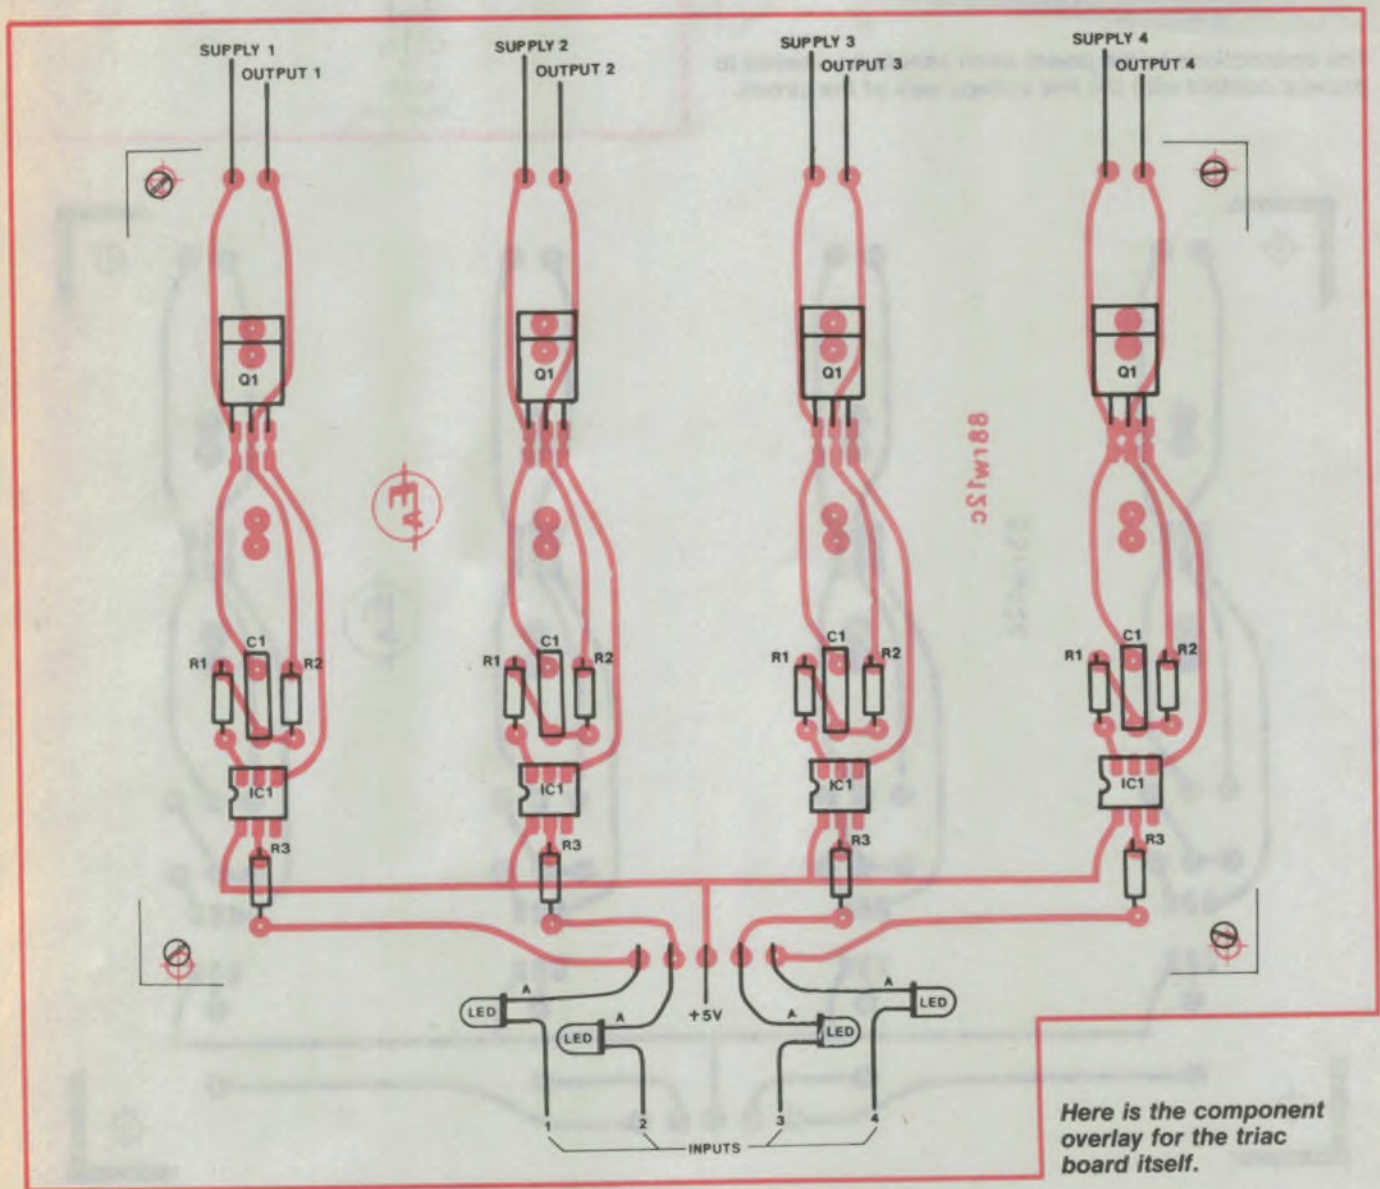 SUPPLY 1
OUTPUT 1
SUPPLY 2
OUTPUT 2
SUPPLY 3
OUTPUT 3
SUPPLY 4
OUTPUT 4
Q1
Q1
Q1
Q1
88rw12c
R1
C1
R2
R1
C1
R2
R1
C1
R2
R1
C1
R2
IC1
IC1
IC1
IC1
R3
R3
R3
R3
A
LED
A
LED
+5V
A
LED
A
LED
1
2
3
4
INPUTS
Here is the component
overlay for the triac
board itself.